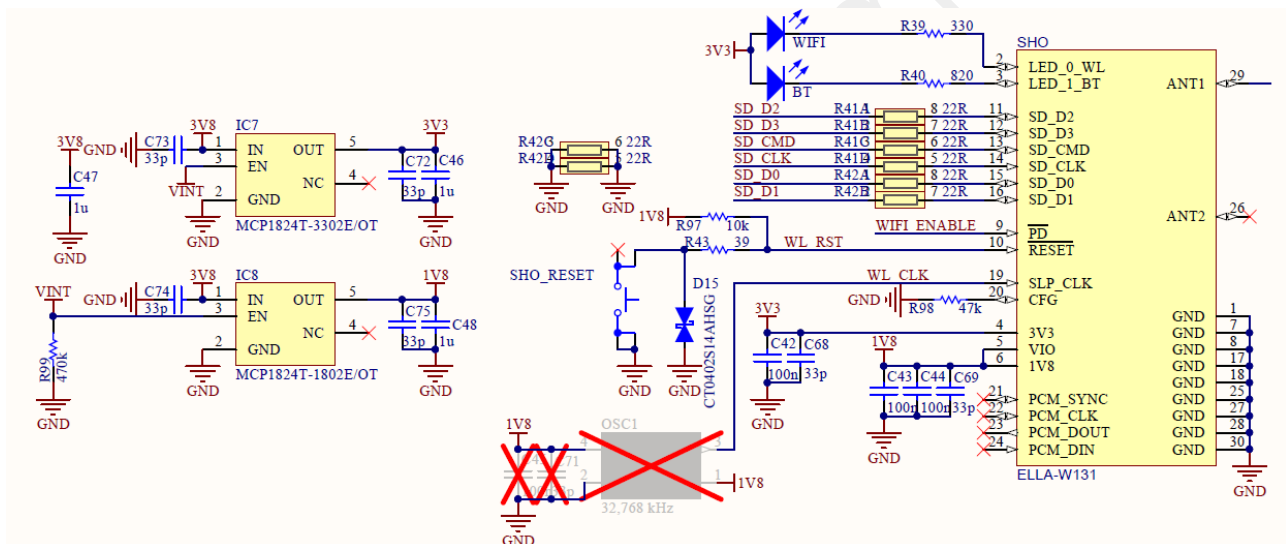 3V8
C47
1u
GND
GND
C73
33p
3V8
IC7
1 IN
3 EN
2 GND
OUT 5
NC 4
MCP1824T-3302E/OT
VINT
GND
3V3
C72
33p
C46
1u
GND
VINT
R99
470k
GND
GND
C74
33p
3V8
IC8
1 IN
3 EN
2 GND
OUT 5
NC 4
MCP1824T-1802E/OT
GND
1V8
C75
33p
C48
1u
GND
R42C
6 22R
R42D
5 22R
GND
GND
3V3
WIFI
R39 330
BT
R40 820
SD_D2 R41A 8 22R 11
SD_D3 R41B 7 22R 12
SD_CMD R41C 6 22R 13
SD_CLK R41D 5 22R 14
SD_D0 R42A 8 22R 15
SD_D1 R42B 7 22R 16
1V8
R97 10k
WIFI_ENABLE 9
R43 39
WL_RST 10
SHO_RESET
GND
D15
CT0402S14AHSG
GND
WL_CLK 19
GND
R98 47k 20
3V3
C42
100n
C68
33p
GND
1V8
C43
100n
C44
100n
C69
33p
GND
1V8
OSC1
4
3
2
1
1V8
32,768 kHz
GND
SHO
2 LED_0_WL
3 LED_1_BT
SD_D2
SD_D3
SD_CMD
SD_CLK
SD_D0
SD_D1
PD
RESET
SLP_CLK
CFG
4 3V3
5 VIO
6 1V8
21 PCM_SYNC
22 PCM_CLK
23 PCM_DOUT
24 PCM_DIN
ANT1 29
ANT2 26
GND 1
GND 7
GND 8
GND 17
GND 18
GND 25
GND 27
GND 28
GND 30
ELLA-W131
GND